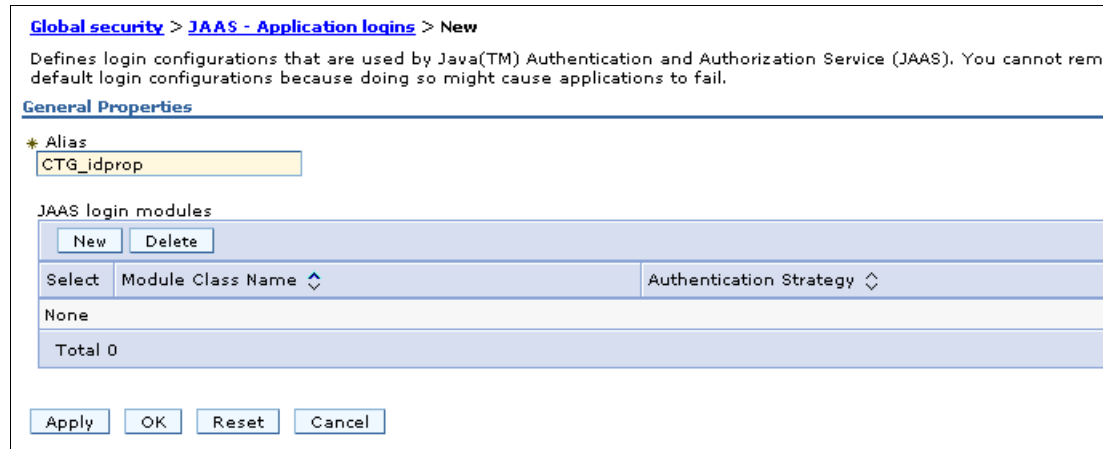 Global security > JAAS - Application logins > New
Defines login configurations that are used by Java(TM) Authentication and Authorization Service (JAAS). You cannot rem
default login configurations because doing so might cause applications to fail.
General Properties
* Alias
CTG_idprop
JAAS login modules
New Delete
Select Module Class Name Authentication Strategy
None
Total 0
Apply OK Reset Cancel